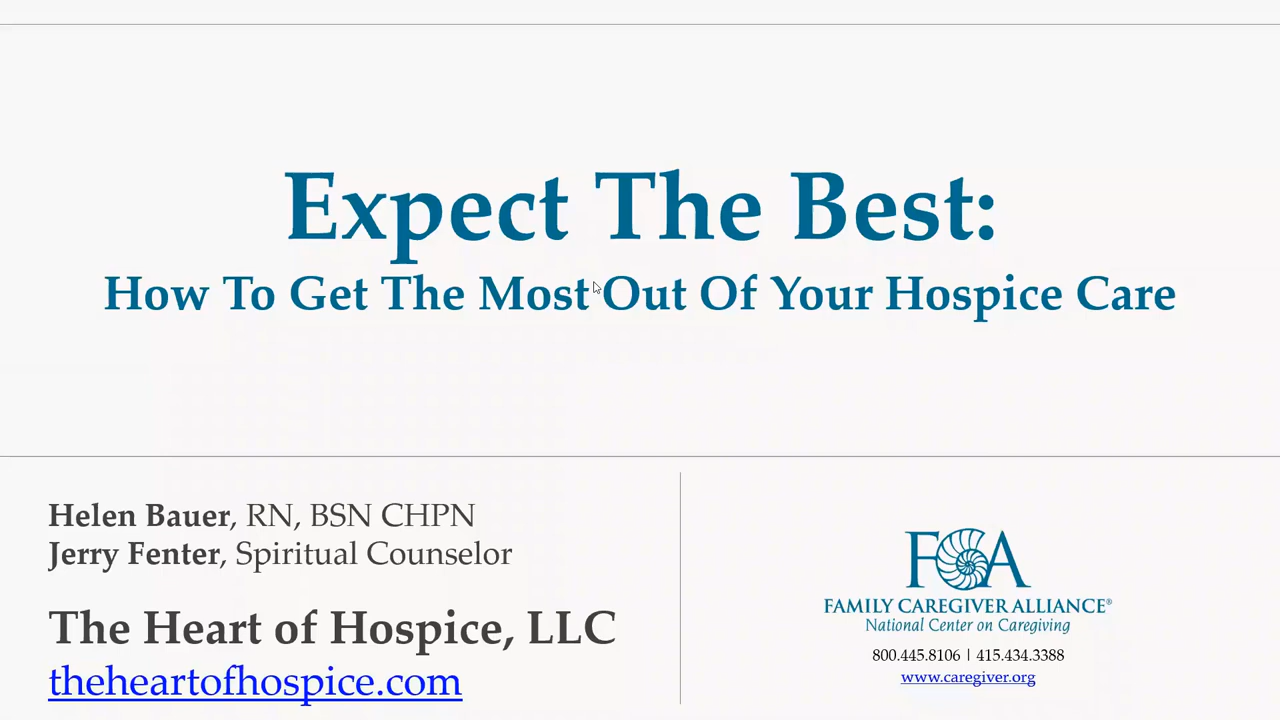 Expect The Best:
How To Get The Most Out Of Your Hospice Care
Helen Bauer, RN, BSN CHPN
Jerry Fenter, Spiritual Counselor
The Heart of Hospice, LLC
theheartofhospice.com
FCA
FAMILY CAREGIVER ALLIANCE®
National Center on Caregiving
800.445.8106 | 415.434.3388
www.caregiver.org